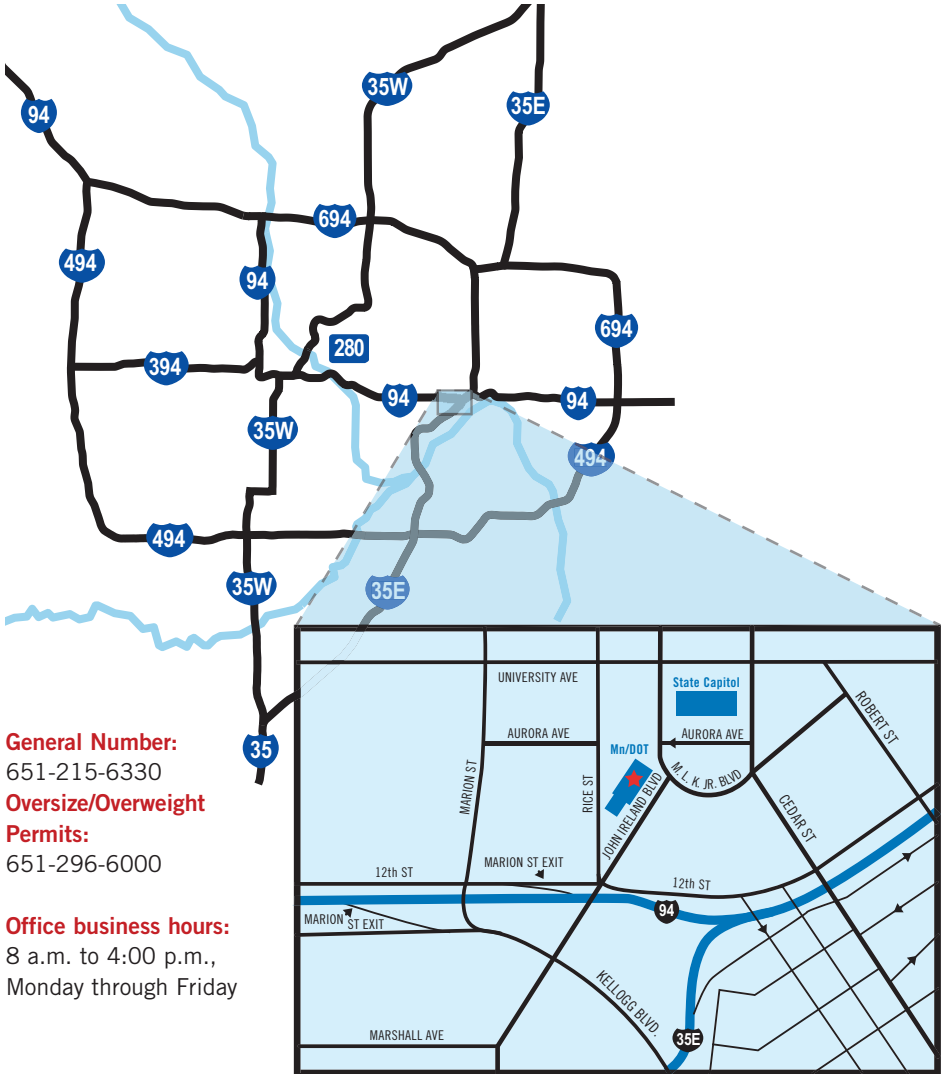 35W
35E
94
694
494
94
694
280
394
94
94
35W
494
494
35W
35E
35
General Number:
651-215-6330
Oversize/Overweight
Permits:
651-296-6000
Office business hours:
8 a.m. to 4:00 p.m.,
Monday through Friday
UNIVERSITY AVE
State Capitol
ROBERT ST
AURORA AVE
AURORA AVE
Mn/DOT
M. L. K. JR. BLVD
MARION ST
RICE ST
JOHN IRELAND BLVD
CEDAR ST
MARION ST EXIT
12th ST
12th ST
94
MARION
ST EXIT
KELLOGG BLVD.
MARSHALL AVE
35E